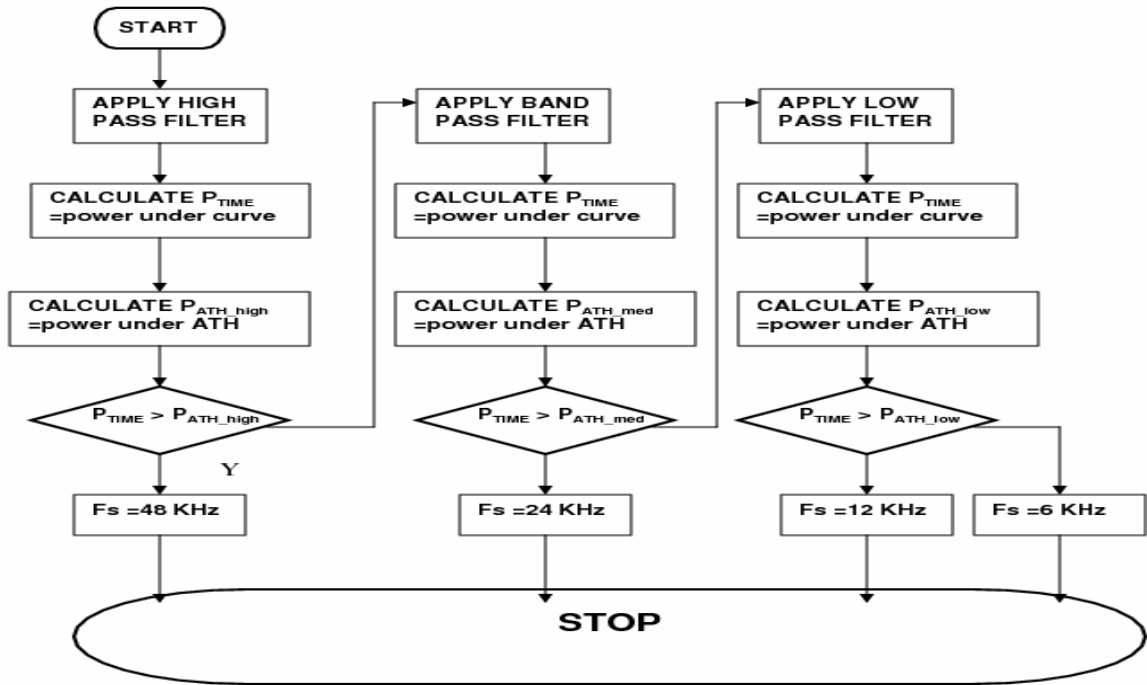 START
APPLY HIGH
PASS FILTER
CALCULATE P_TIME
=power under curve
CALCULATE P_ATH_high
=power under ATH
P_TIME > P_ATH_high
Y
Fs =48 KHz
APPLY BAND
PASS FILTER
CALCULATE P_TIME
=power under curve
CALCULATE P_ATH_med
=power under ATH
P_TIME > P_ATH_med
Fs =24 KHz
APPLY LOW
PASS FILTER
CALCULATE P_TIME
=power under curve
CALCULATE P_ATH_low
=power under ATH
P_TIME > P_ATH_low
Fs =12 KHz
Fs =6 KHz
STOP